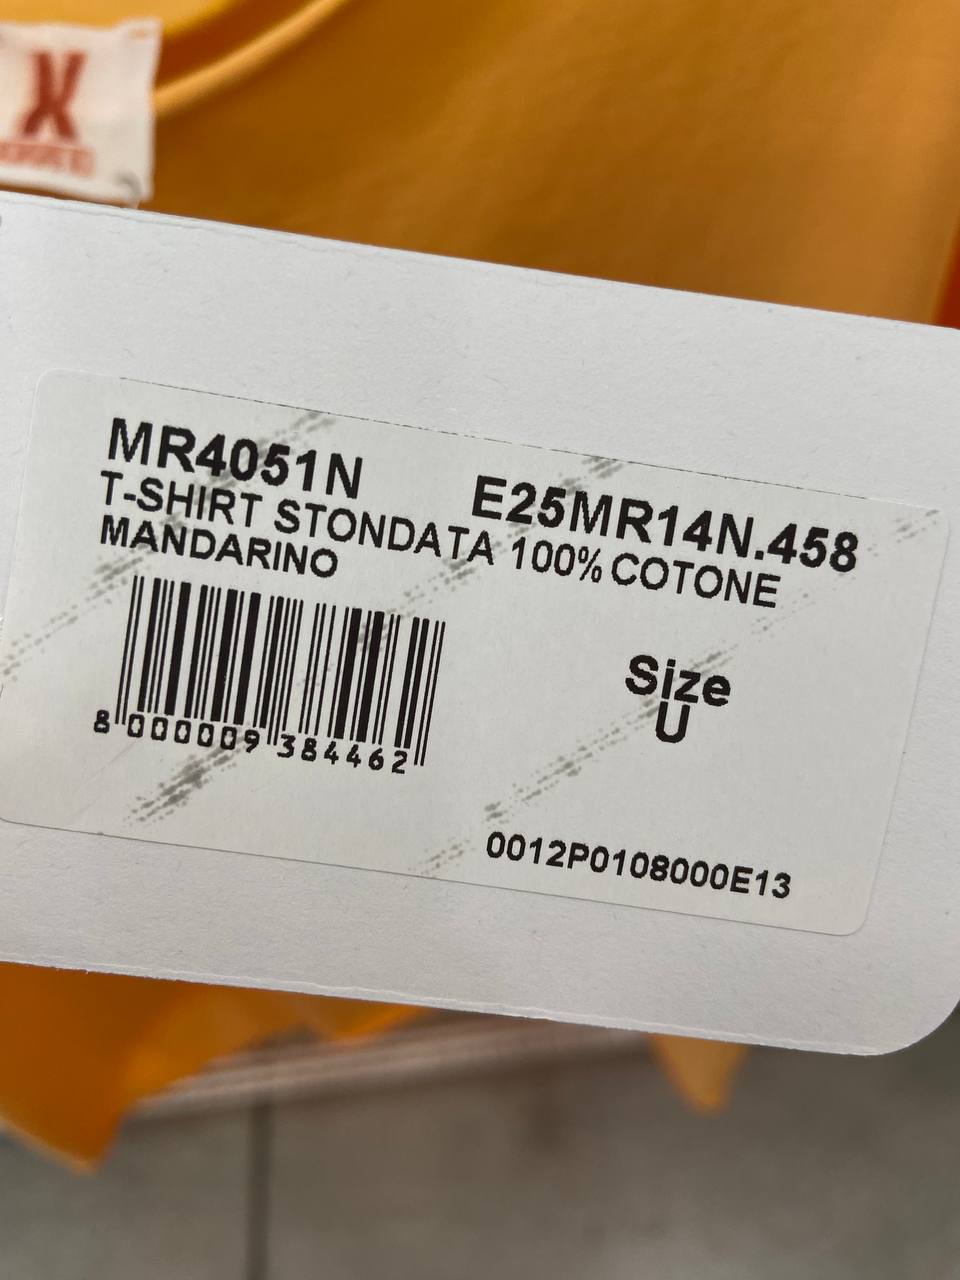 X
MR4051N E25MR14N.458
T-SHIRT STONDATA 100% COTONE
MANDARINO
8 000009 384462
Size
U
0012P0108000E13